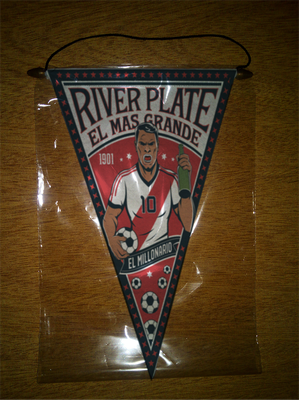 RIVER PLATE
EL MAS GRANDE
1901
10
EL MILLONARIO